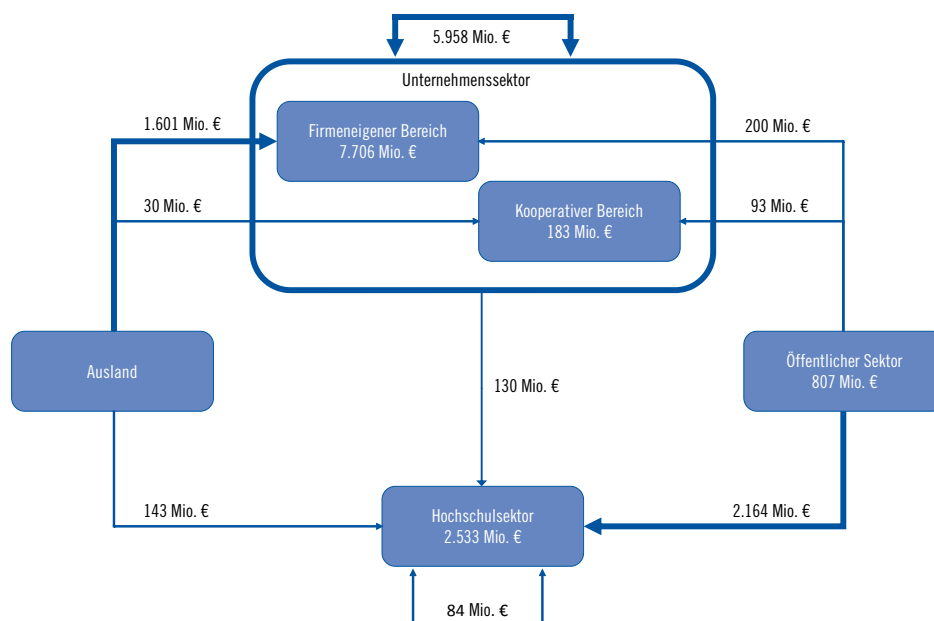 5.958 Mio. €
Unternehmenssektor
1.601 Mio. €
Firmeneigener Bereich
7.706 Mio. €
200 Mio. €
30 Mio. €
Kooperativer Bereich
183 Mio. €
93 Mio. €
Ausland
Öffentlicher Sektor
807 Mio. €
130 Mio. €
143 Mio. €
Hochschulsektor
2.533 Mio. €
2.164 Mio. €
84 Mio. €